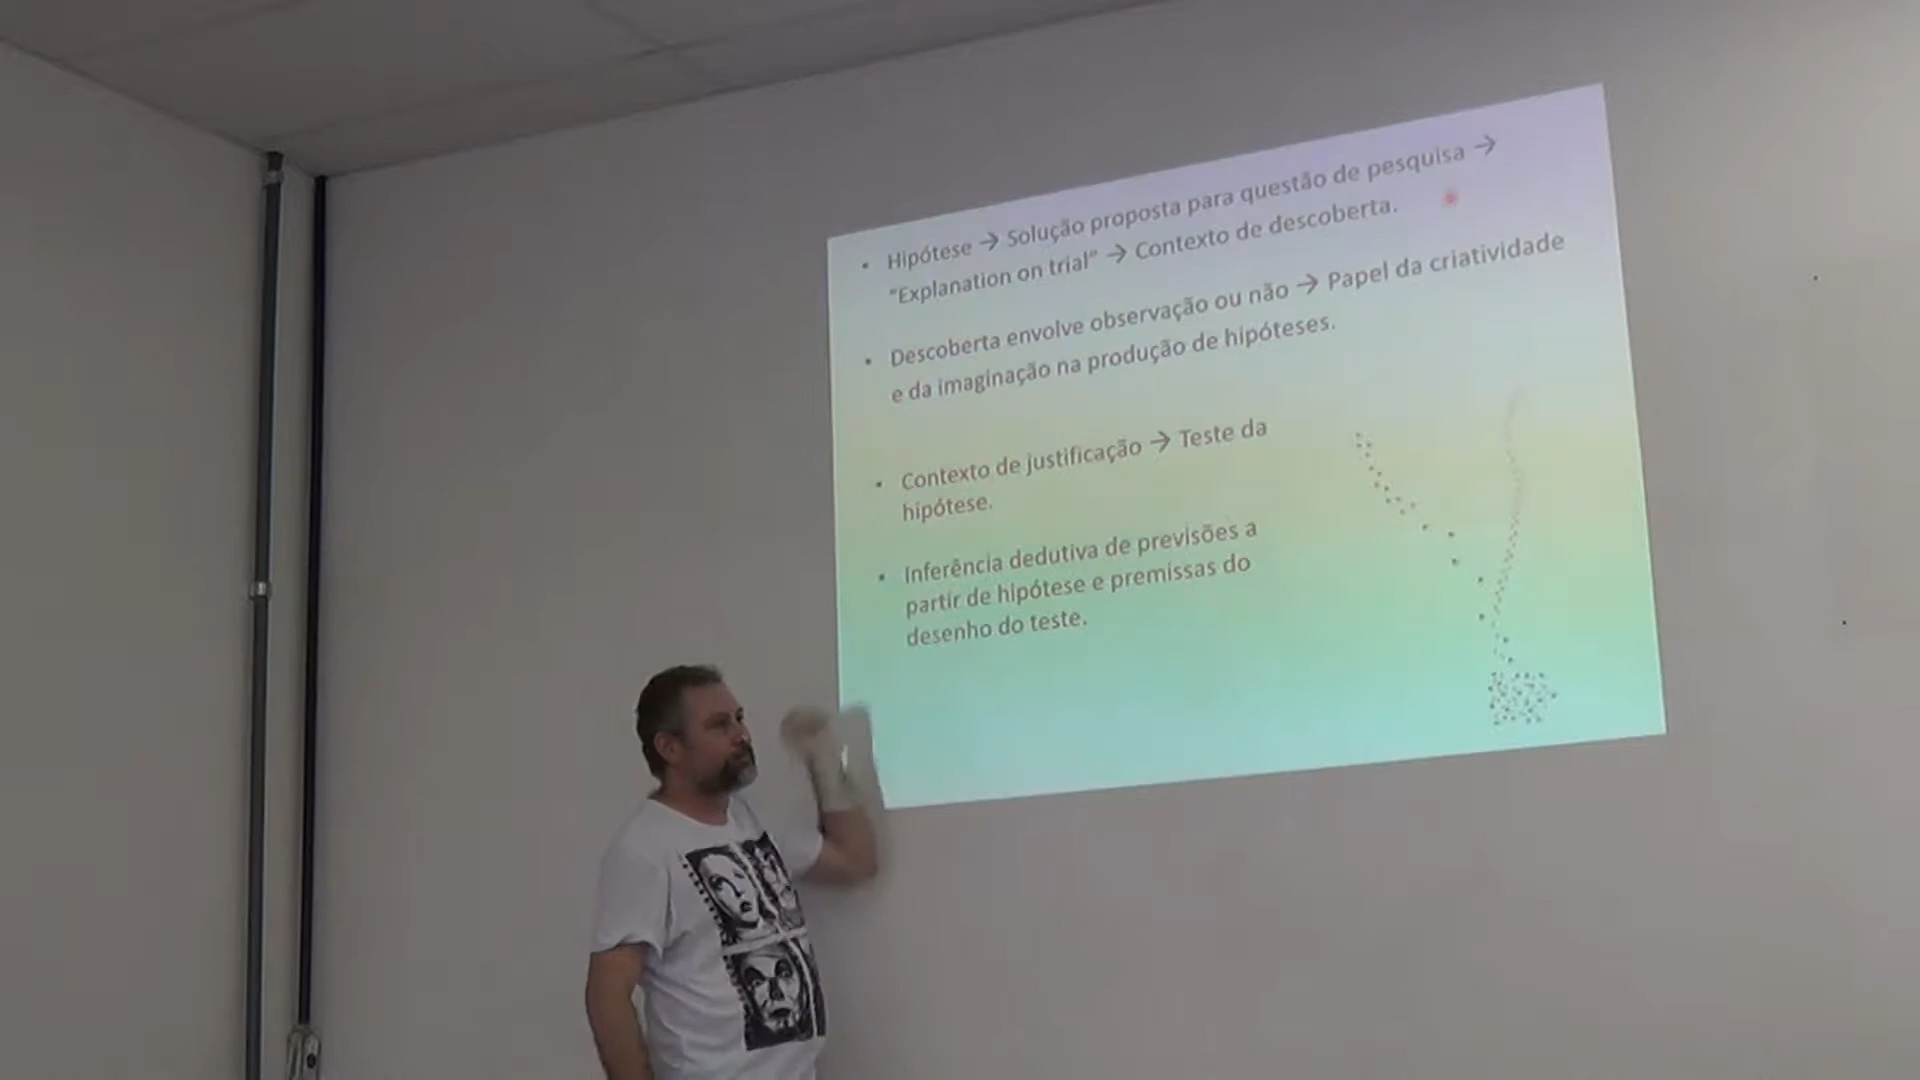 • Hipótese → Solução proposta para questão de pesquisa →
"Explanation on trial" → Contexto de descoberta.
• Descoberta envolve observação ou não → Papel da criatividade
e da imaginação na produção de hipóteses.
• Contexto de justificação → Teste da
hipótese.
• Inferência dedutiva de previsões a
partir de hipótese e premissas do
desenho do teste.